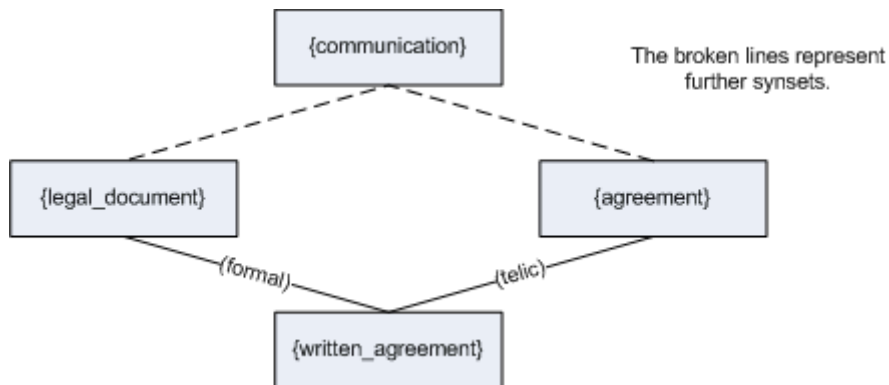 {communication}
The broken lines represent
further synsets.
{legal_document}
{agreement}
(formal)
(telic)
{written_agreement}